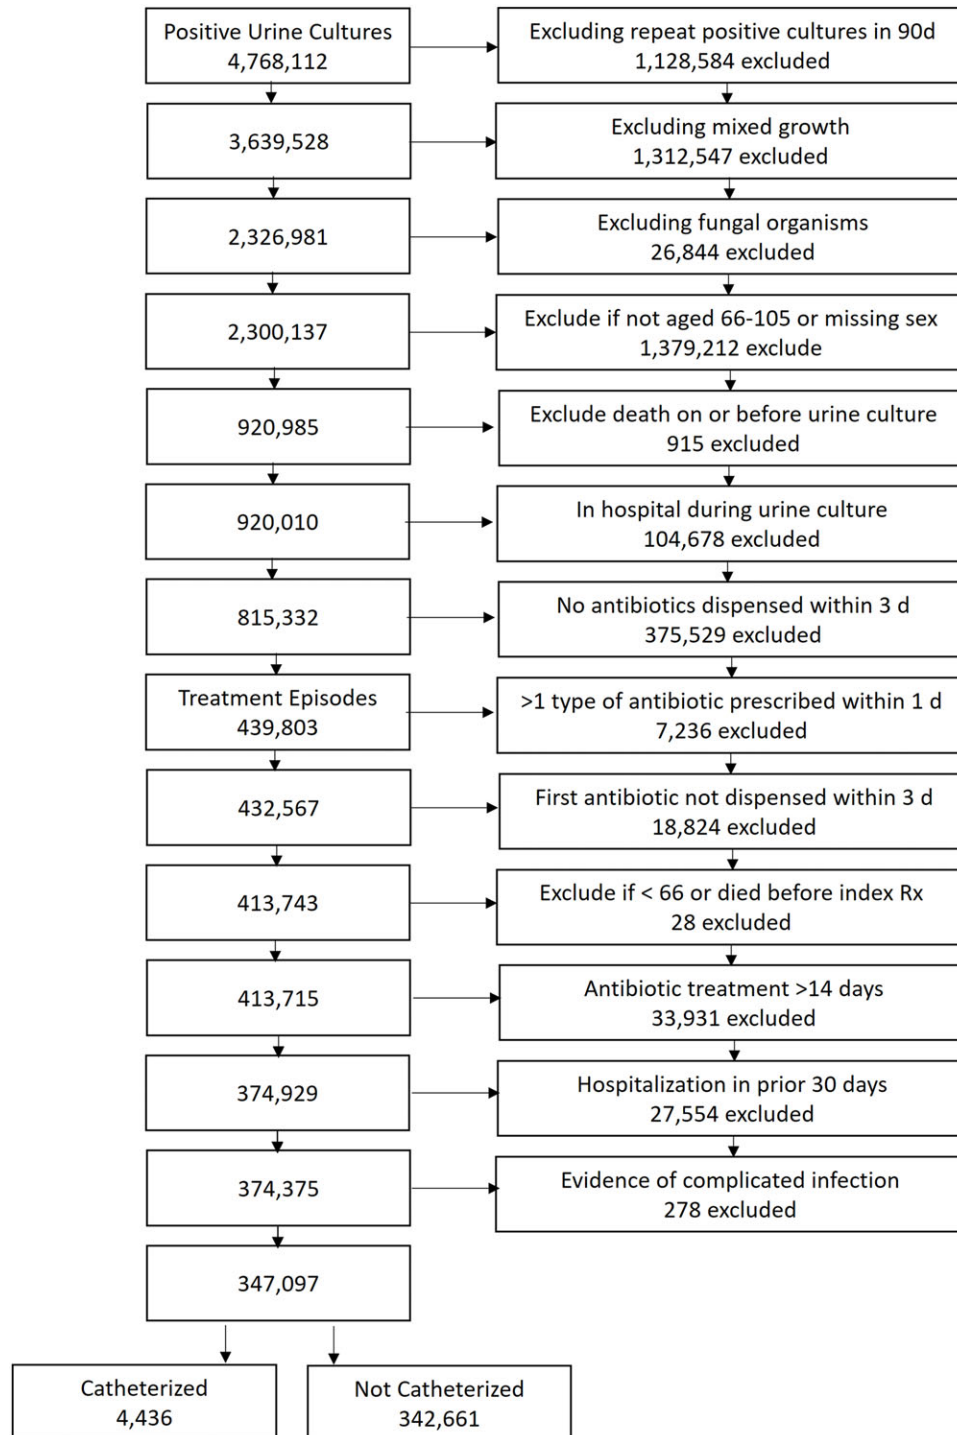 Positive Urine Cultures
4,768,112
Excluding repeat positive cultures in 90d
1,128,584 excluded
3,639,528
Excluding mixed growth
1,312,547 excluded
2,326,981
Excluding fungal organisms
26,844 excluded
2,300,137
Exclude if not aged 66-105 or missing sex
1,379,212 exclude
920,985
Exclude death on or before urine culture
915 excluded
920,010
In hospital during urine culture
104,678 excluded
815,332
No antibiotics dispensed within 3 d
375,529 excluded
Treatment Episodes
439,803
>1 type of antibiotic prescribed within 1 d
7,236 excluded
432,567
First antibiotic not dispensed within 3 d
18,824 excluded
413,743
Exclude if < 66 or died before index Rx
28 excluded
413,715
Antibiotic treatment >14 days
33,931 excluded
374,929
Hospitalization in prior 30 days
27,554 excluded
374,375
Evidence of complicated infection
278 excluded
347,097
Catheterized
4,436
Not Catheterized
342,661